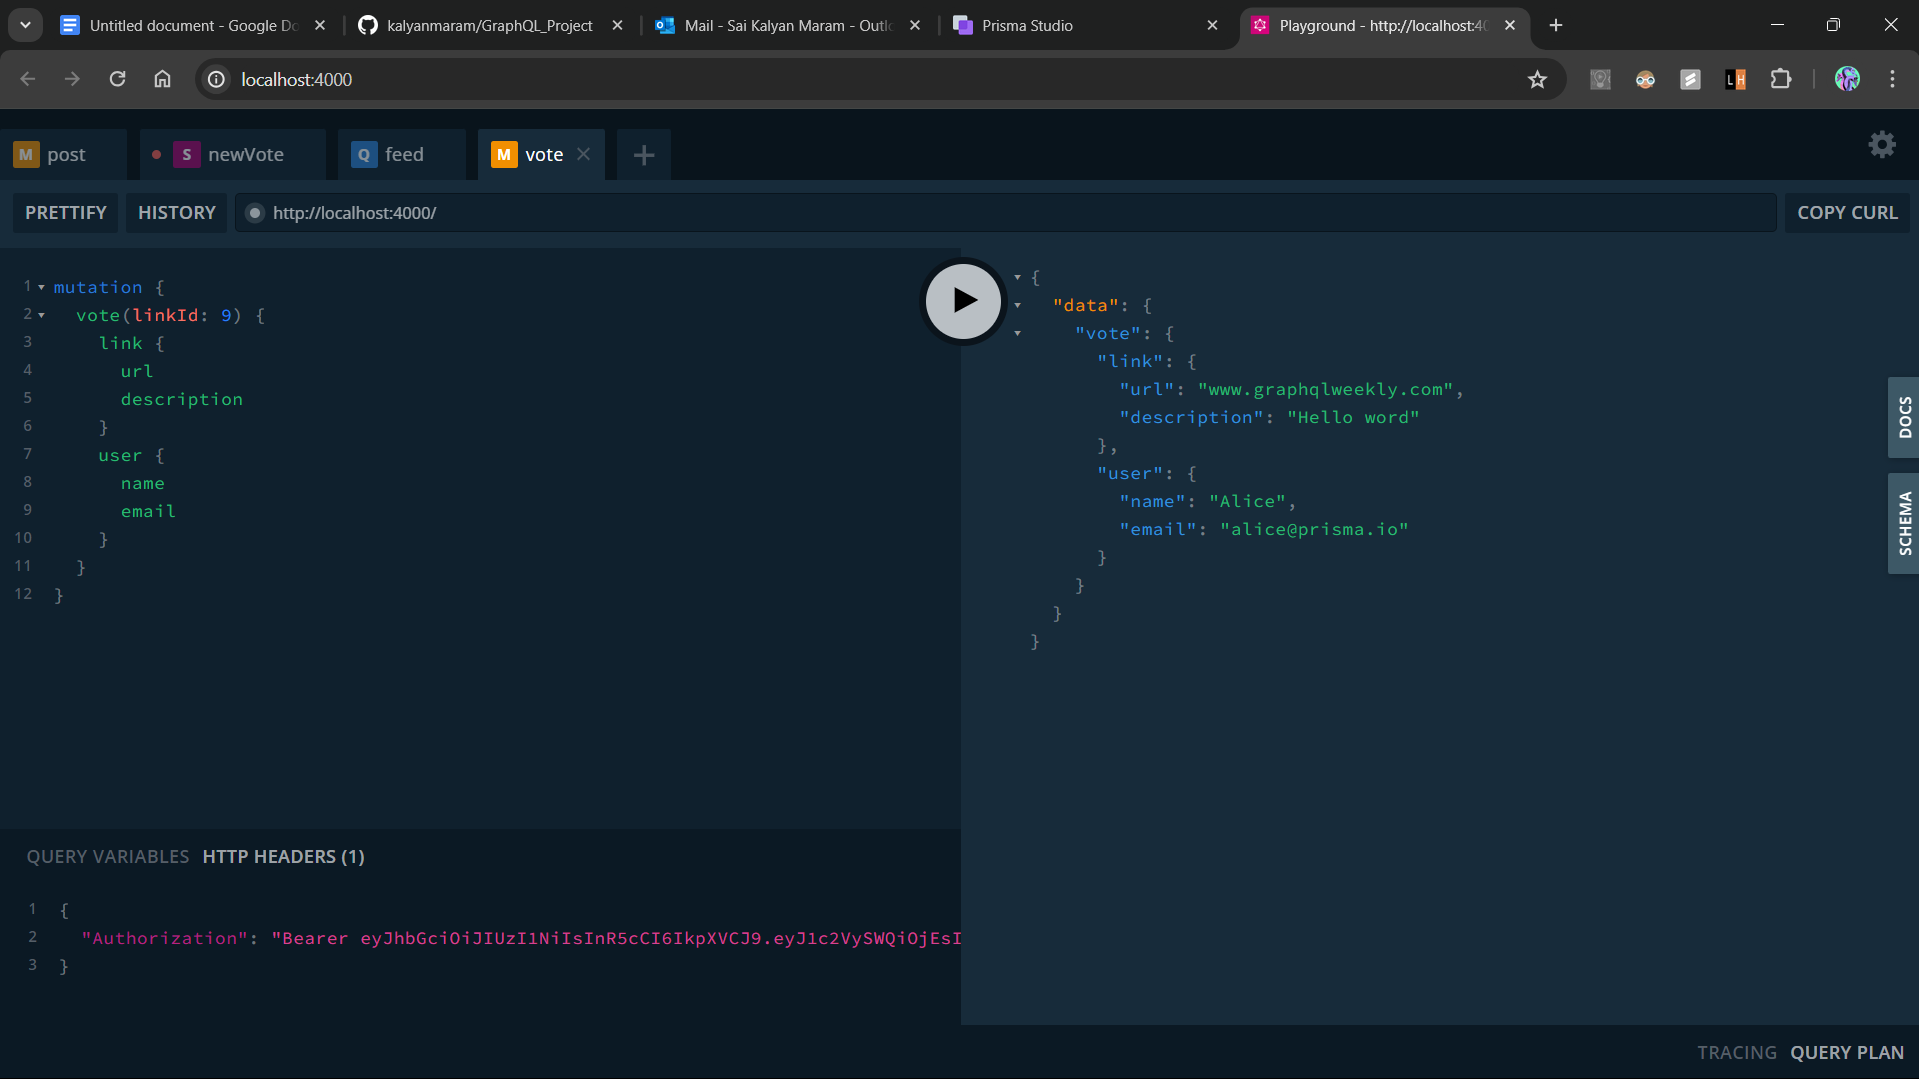 Untitled document - Google Do
kalyanmaram/GraphQL_Project
Mail - Sai Kalyan Maram - Outlo
Prisma Studio
Playground - http://localhost:40
localhost:4000
L H
M post
S newVote
Q feed
M vote
PRETTIFY
HISTORY
http://localhost:4000/
COPY CURL
1 mutation {
2 vote(linkId: 9) {
3 link {
4 url
5 description
6 }
7 user {
8 name
9 email
10 }
11 }
12 }
{
"data": {
"vote": {
"link": {
"url": "www.graphqlweekly.com",
"description": "Hello word"
},
"user": {
"name": "Alice",
"email": "alice@prisma.io"
}
}
}
}
DOCS
SCHEMA
QUERY VARIABLES HTTP HEADERS (1)
1 {
2 "Authorization": "Bearer eyJhbGciOiJIUzI1NiIsInR5cCI6IkpXVCJ9.eyJ1c2VySWQiOjEsI
3 }
TRACING QUERY PLAN